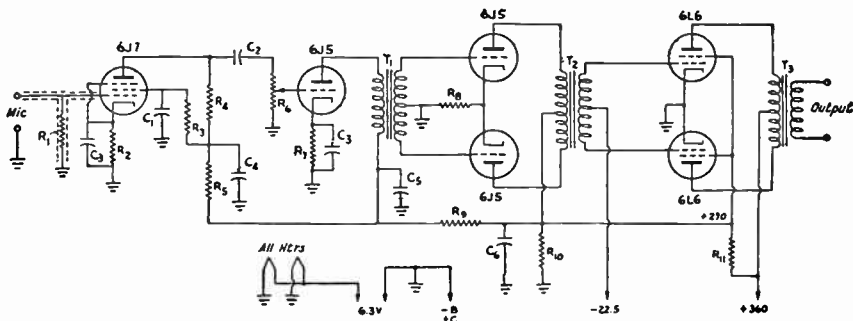 6J7
C2
6J5
T1
6J5
T2
6L6
T3
Mic
R1
C3
R2
C1
R3
R4
R5
C4
R6
R7
C3
C5
R8
6J5
6L6
Output
R9
C6
R10
+270
R11
All Htrs
6.3V
-B
+C
-22.5
+360